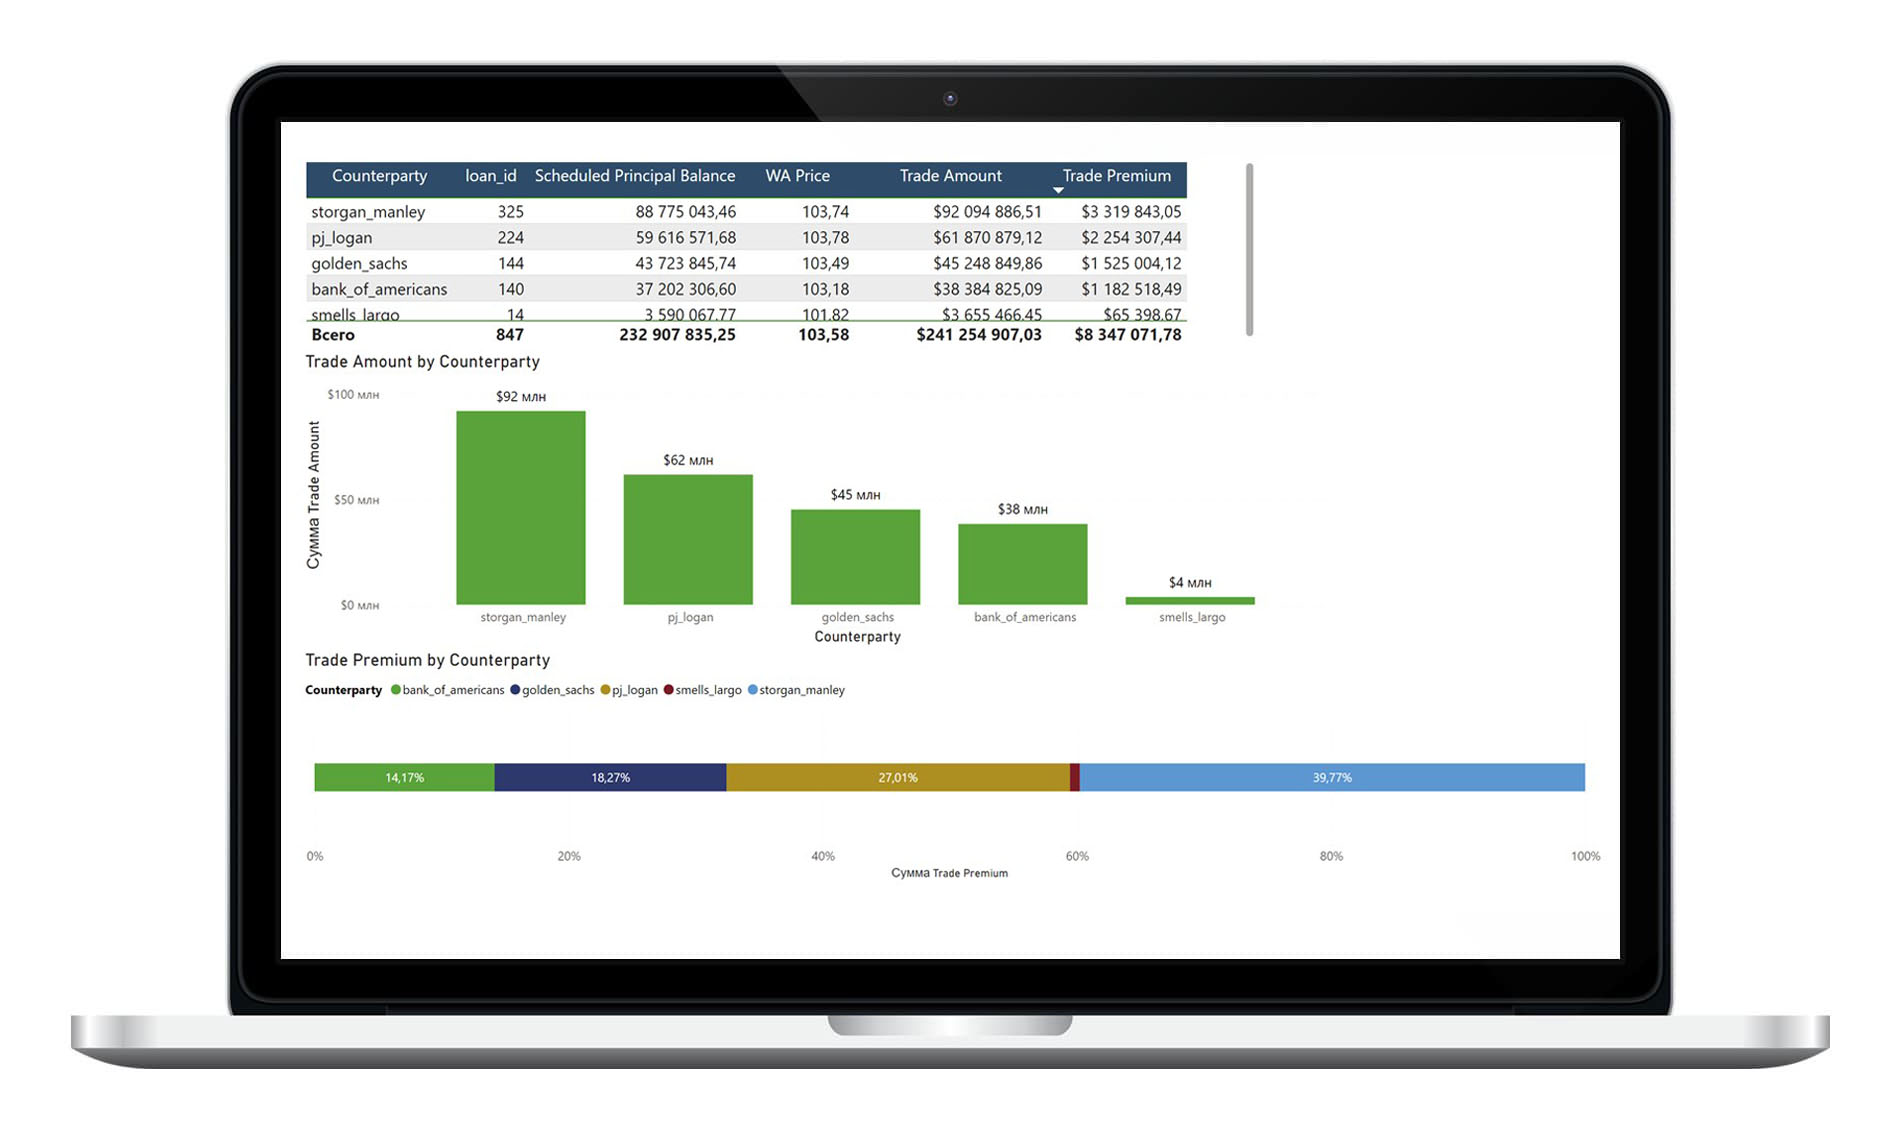 Counterparty loan_id Scheduled Principal Balance WA Price Trade Amount Trade Premium
storgan_manley 325 88 775 043,46 103,74 $92 094 886,51 $3 319 843,05
pj_logan 224 59 616 571,68 103,78 $61 870 879,12 $2 254 307,44
golden_sachs 144 43 723 845,74 103,49 $45 248 849,86 $1 525 004,12
bank_of_americans 140 37 202 306,60 103,18 $38 384 825,09 $1 182 518,49
smells_largo 14 3 590 067,77 101,82 $3 655 466,45 $65 398,67
Всего 847 232 907 835,25 103,58 $241 254 907,03 $8 347 071,78
Trade Amount by Counterparty
Сумма Trade Amount
$100 млн
$50 млн
$0 млн
$92 млн
$62 млн
$45 млн
$38 млн
$4 млн
storgan_manley pj_logan golden_sachs bank_of_americans smells_largo
Counterparty
Trade Premium by Counterparty
Counterparty bank_of_americans golden_sachs pj_logan smells_largo storgan_manley
14,17% 18,27% 27,01% 39,77%
0% 20% 40% 60% 80% 100%
Сумма Trade Premium